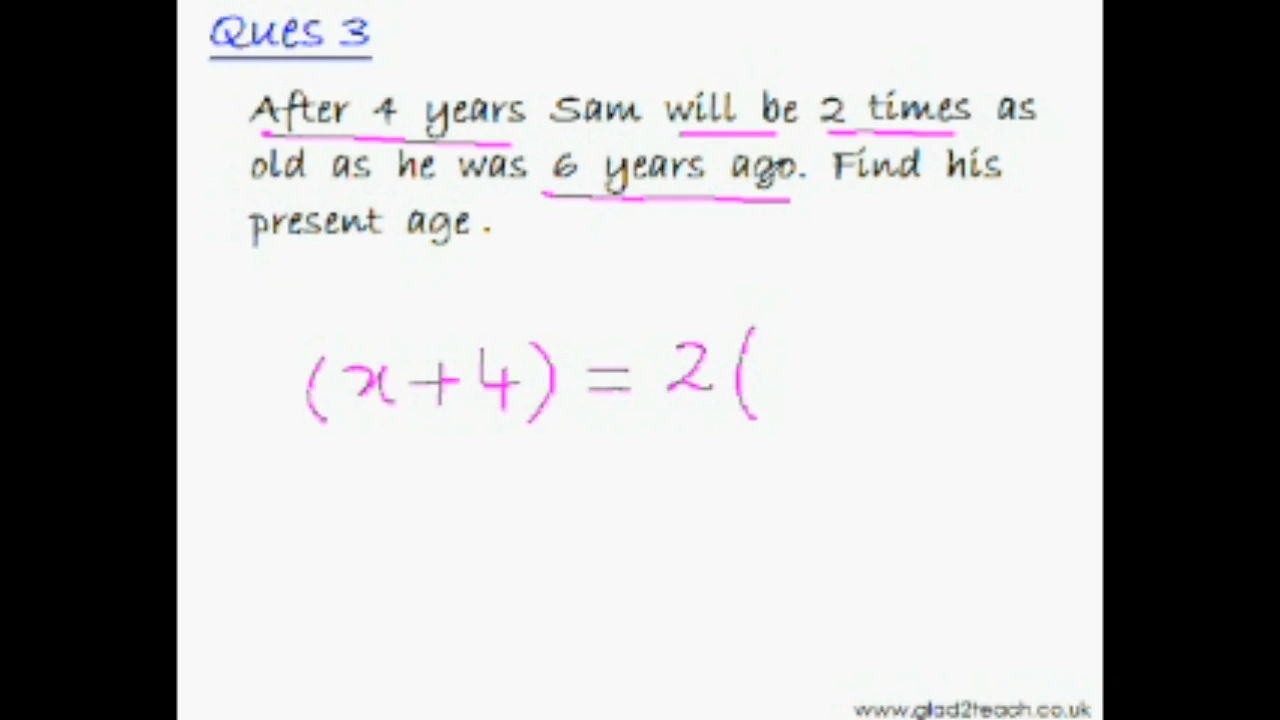 Ques 3
After 4 years Sam will be 2 times as
old as he was 6 years ago. Find his
present age.
(x+4) = 2(
www.glad2teach.co.uk